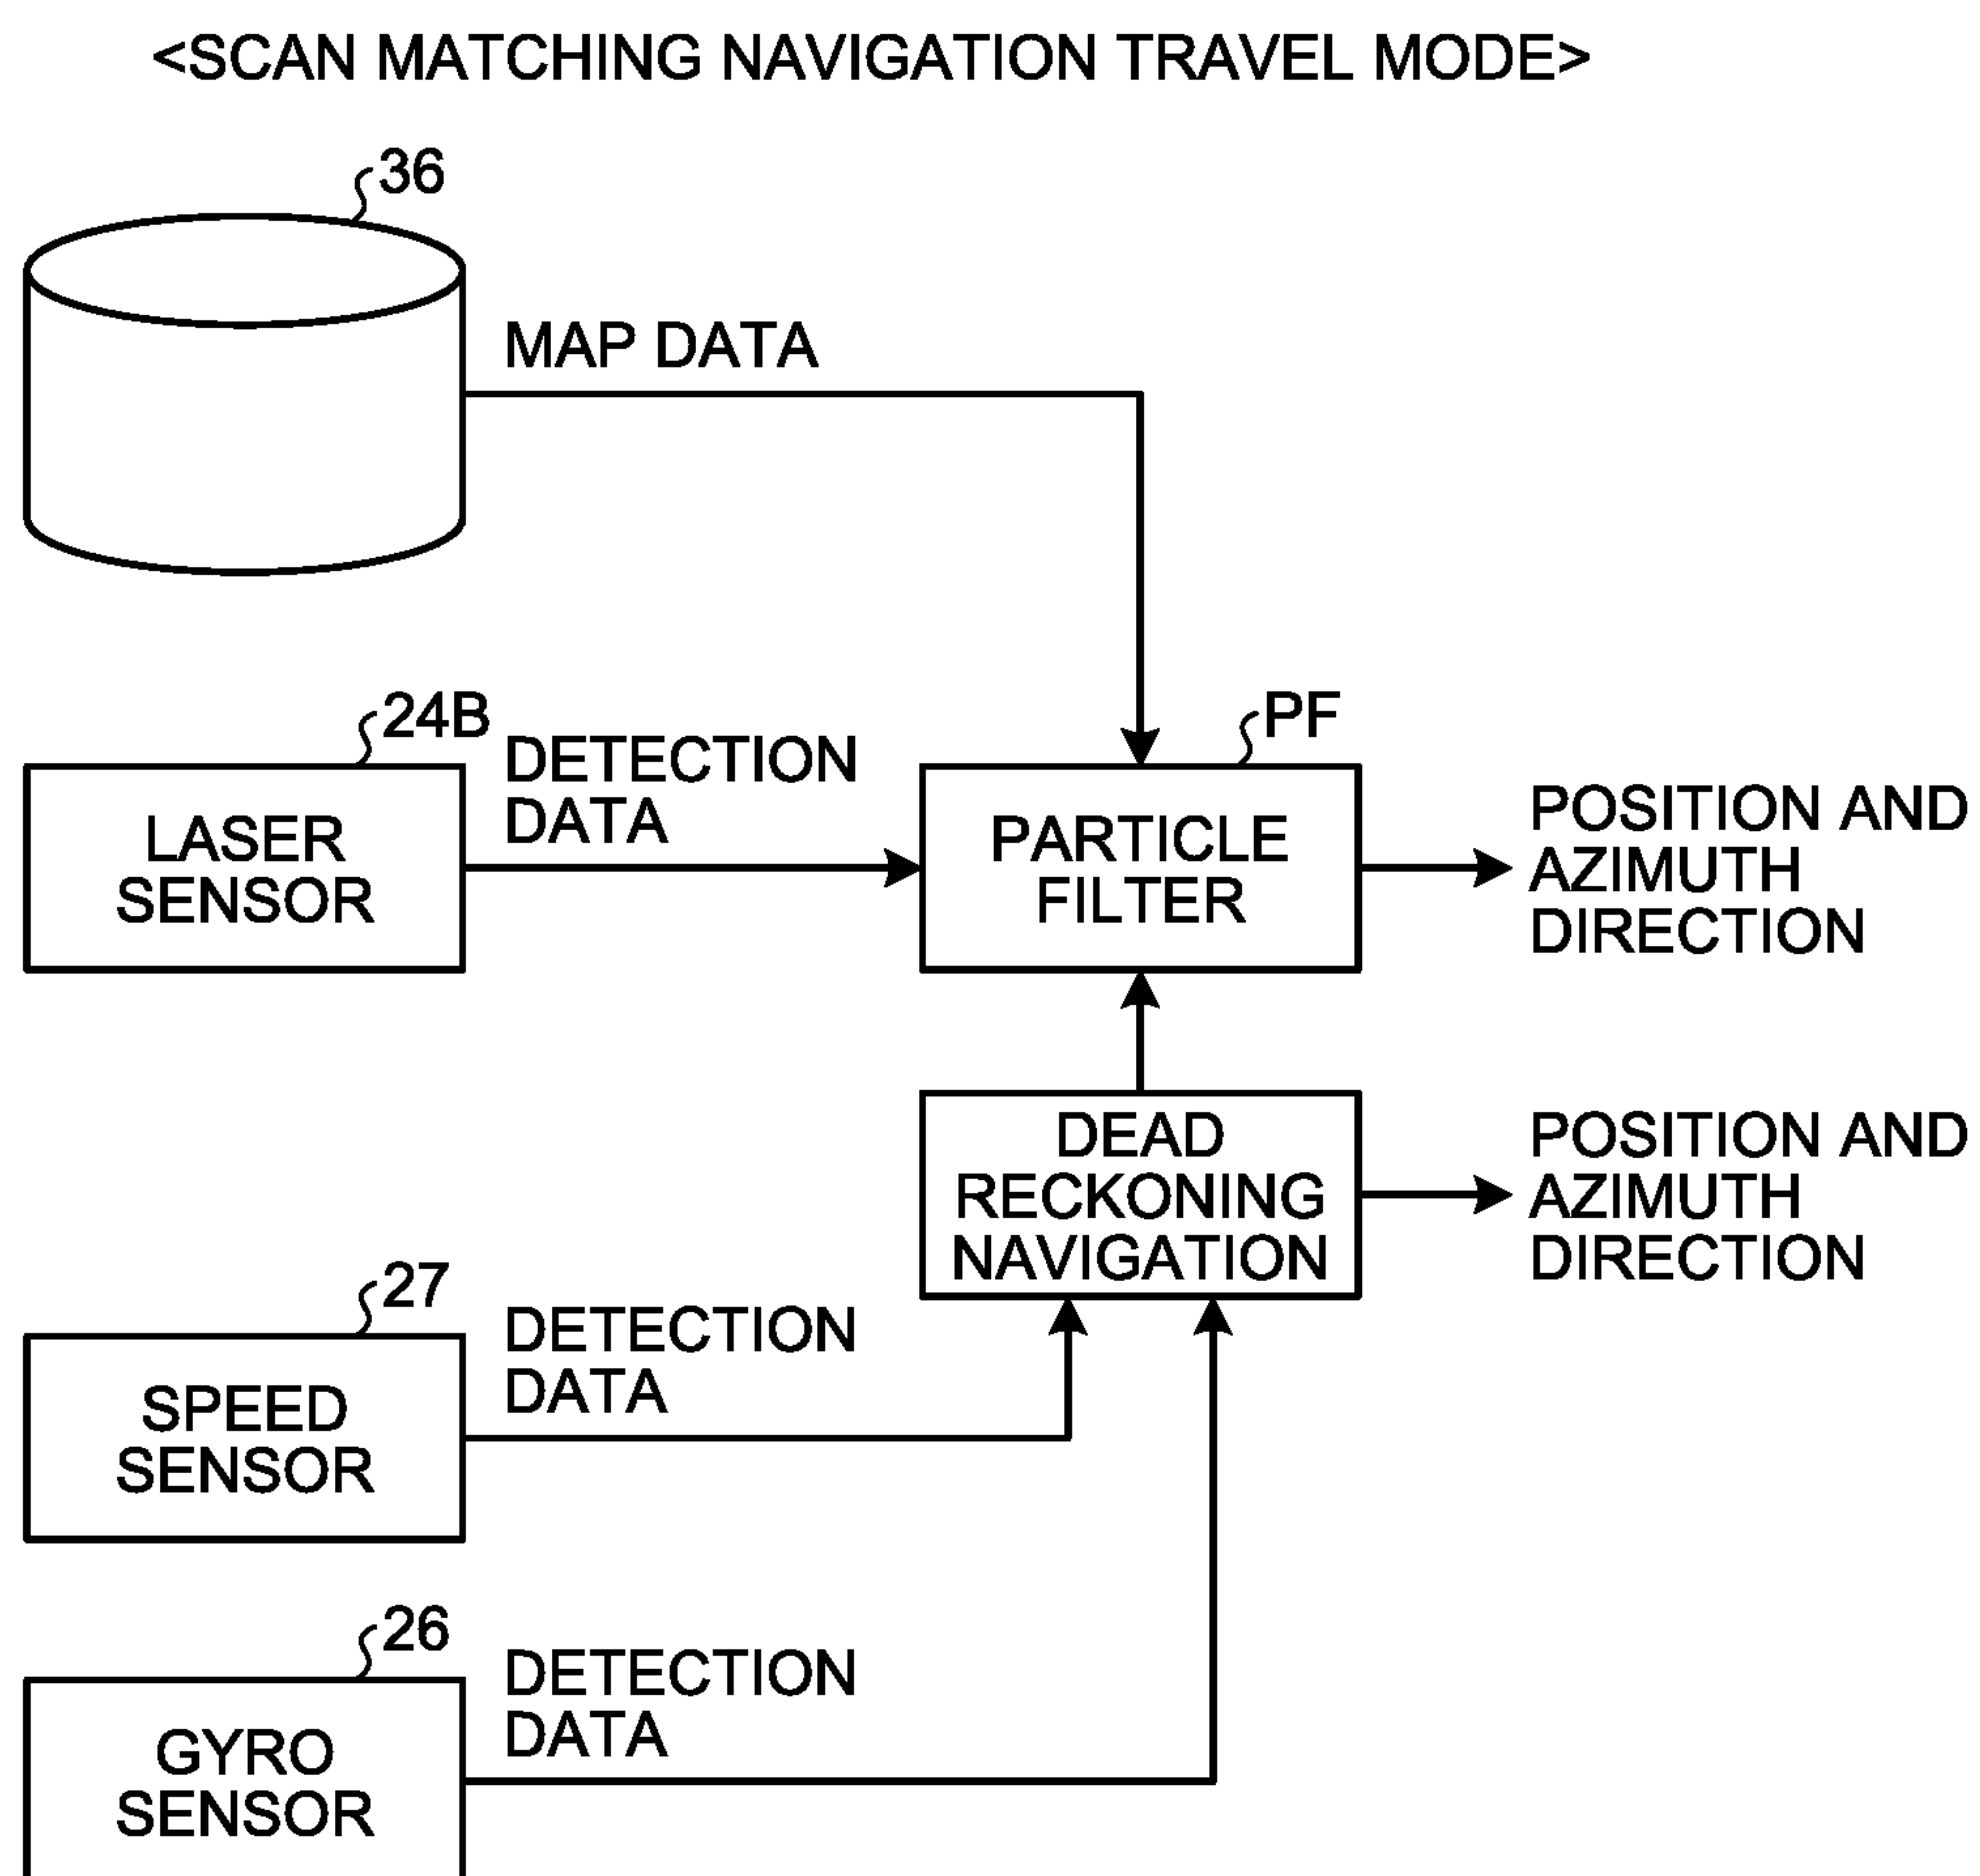 <SCAN MATCHING NAVIGATION TRAVEL MODE>
36
MAP DATA
24B
DETECTION
DATA
PF
LASER
SENSOR
PARTICLE
FILTER
POSITION AND
AZIMUTH
DIRECTION
DEAD
RECKONING
NAVIGATION
POSITION AND
AZIMUTH
DIRECTION
27
DETECTION
DATA
SPEED
SENSOR
26
DETECTION
DATA
GYRO
SENSOR